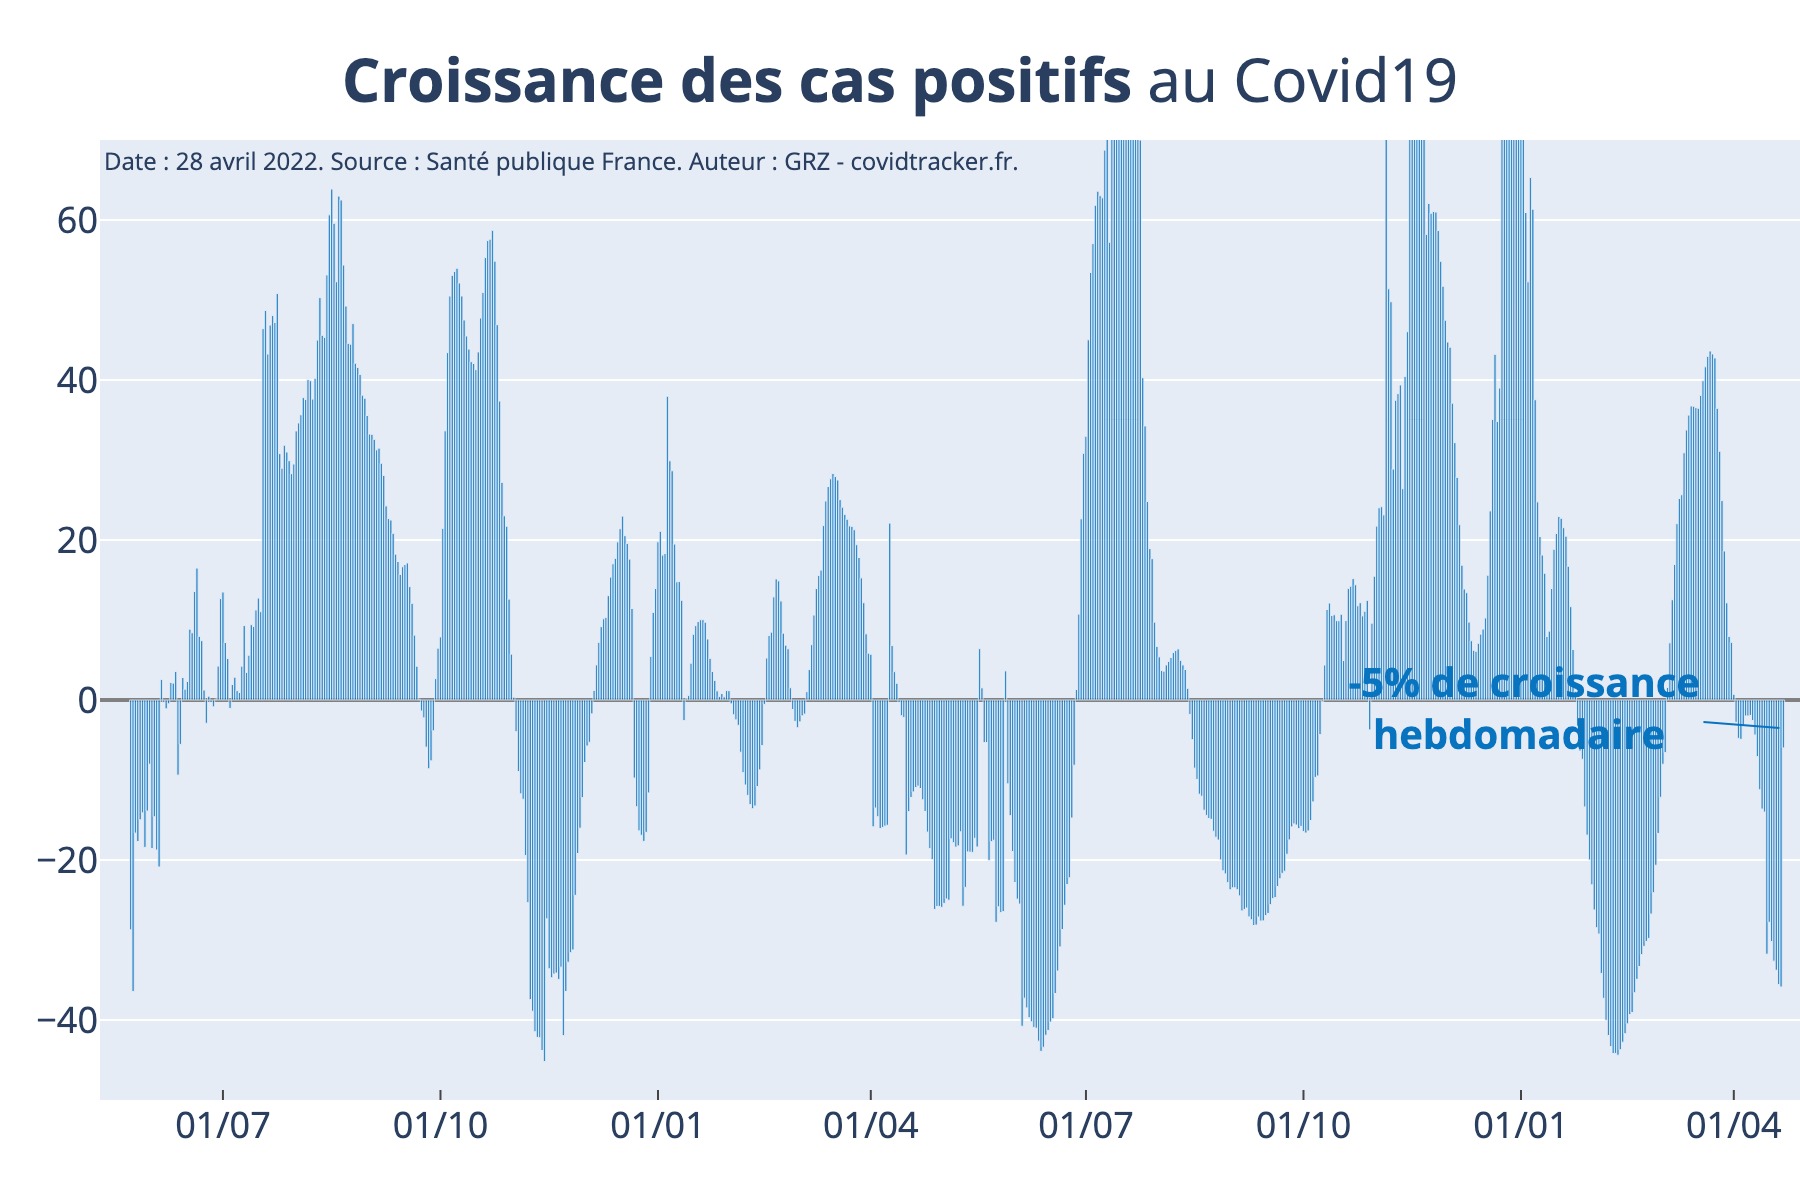 Croissance des cas positifs au Covid19
Date : 28 avril 2022. Source : Santé publique France. Auteur : GRZ - covidtracker.fr.
60
40
20
0
−20
−40
-5% de croissance
hebdomadaire
01/07 01/10 01/01 01/04 01/07 01/10 01/01 01/04